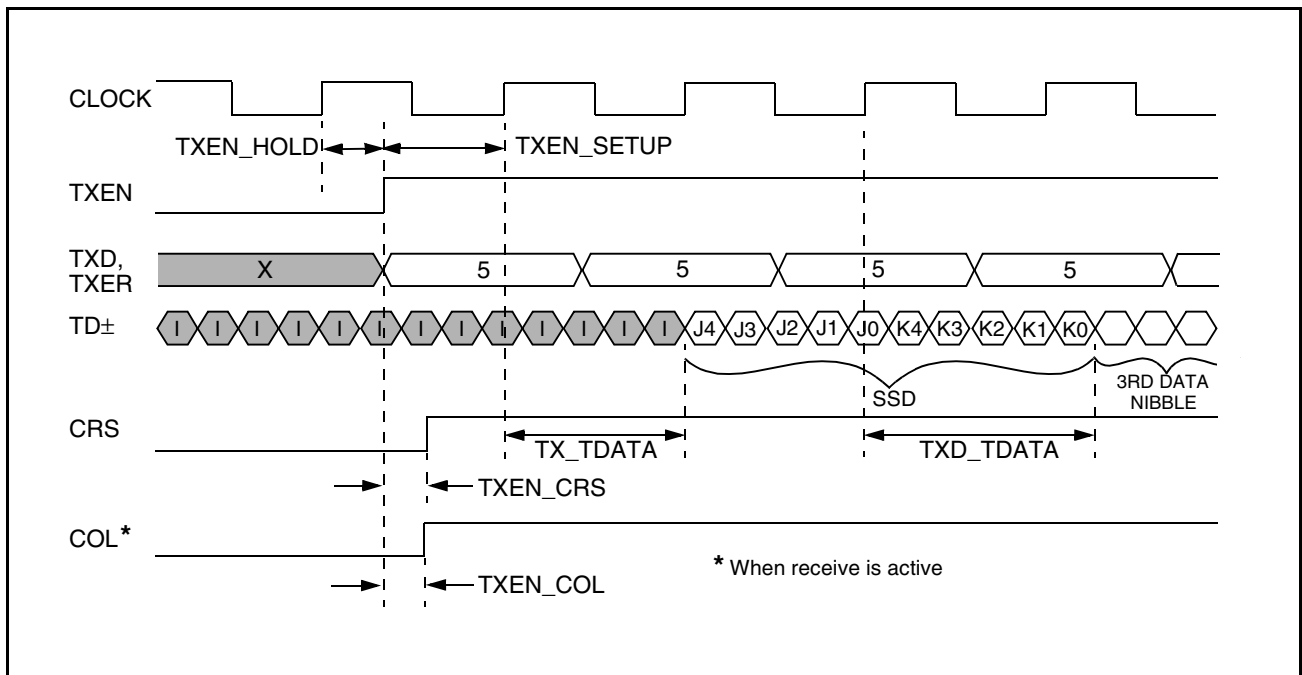 CLOCK
TXEN_HOLD TXEN_SETUP
TXEN
TXD,
TXER
X 5 5 5 5
TD±
I I I I I I I I I I I I I J4 J3 J2 J1 J0 K4 K3 K2 K1 K0
SSD
3RD DATA
NIBBLE
CRS
TX_TDATA TXD_TDATA
TXEN_CRS
COL*
* When receive is active
TXEN_COL